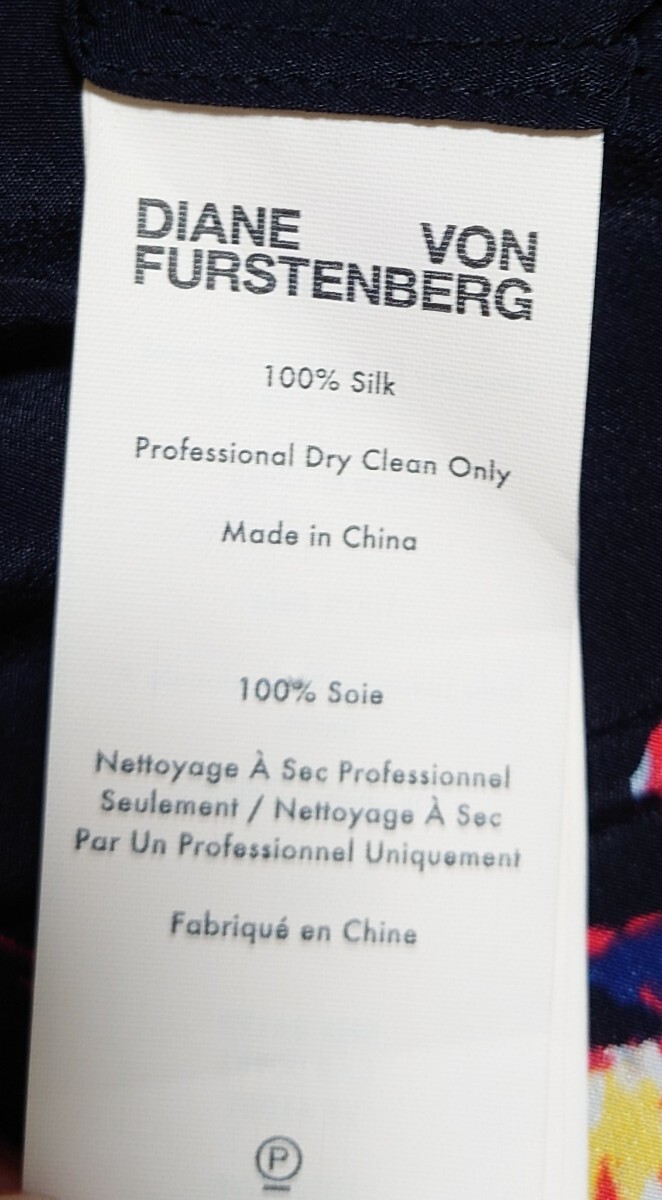 DIANE VON
FURSTENBERG
100% Silk
Professional Dry Clean Only
Made in China
100% Soie
Nettoyage À Sec Professionnel
Seulement / Nettoyage À Sec
Par Un Professionnel Uniquement
Fabriqué en Chine
P